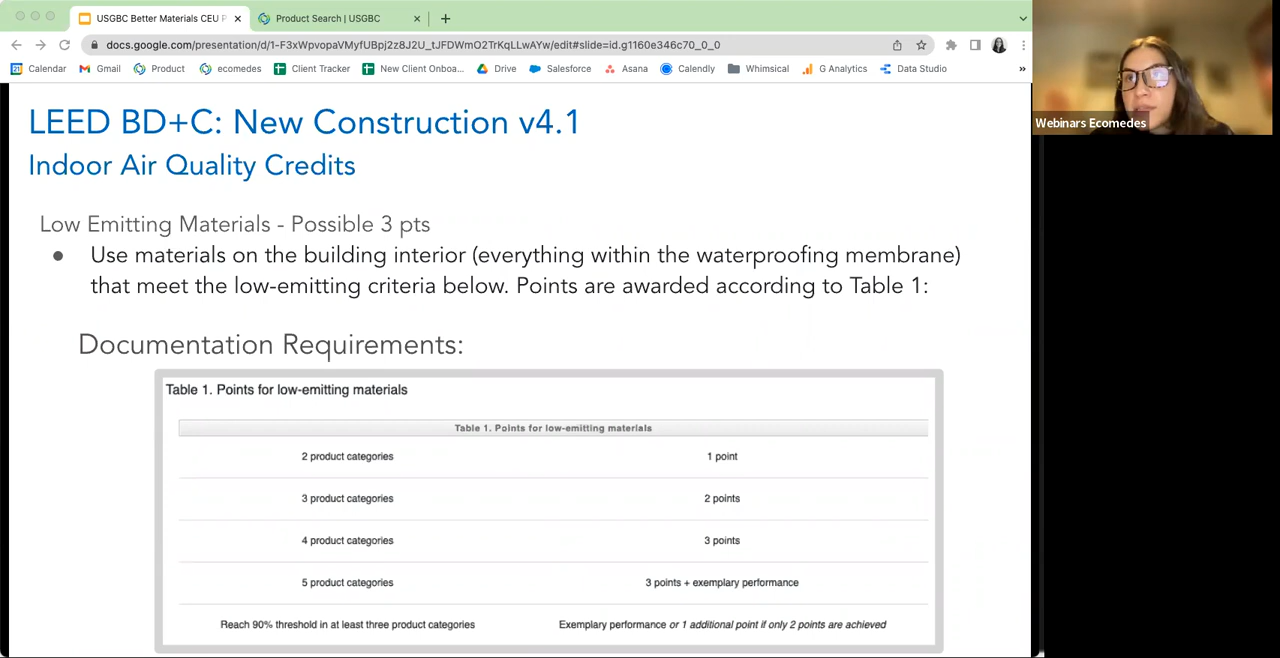 USGBC Better Materials CEU P
Product Search | USGBC
docs.google.com/presentation/d/1-F3xWpvopaVMyfUBpj2z8J2U_tJFDWmO2TrKqLLwAYw/edit#slide=id.g1160e346c70_0_0
Calendar Gmail Product ecomedes Client Tracker New Client Onboa... Drive Salesforce Asana Calendly Whimsical G Analytics Data Studio »
Webinars Ecomedes
LEED BD+C: New Construction v4.1
Indoor Air Quality Credits
Low Emitting Materials - Possible 3 pts
● Use materials on the building interior (everything within the waterproofing membrane)
that meet the low-emitting criteria below. Points are awarded according to Table 1:
Documentation Requirements:
Table 1. Points for low-emitting materials
Table 1. Points for low-emitting materials
2 product categories 1 point
3 product categories 2 points
4 product categories 3 points
5 product categories 3 points + exemplary performance
Reach 90% threshold in at least three product categories Exemplary performance or 1 additional point if only 2 points are achieved